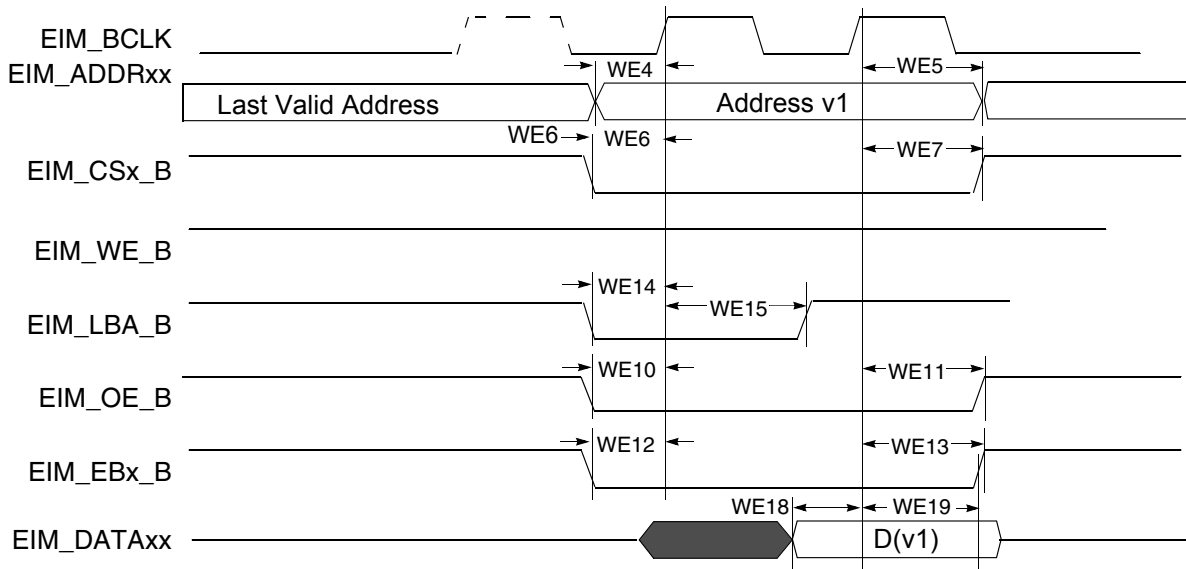 EIM_BCLK
EIM_ADDRxx
WE4
WE5
Last Valid Address
Address v1
WE6
WE6
WE7
EIM_CSx_B
EIM_WE_B
WE14
WE15
EIM_LBA_B
WE10
WE11
EIM_OE_B
WE12
WE13
EIM_EBx_B
WE18
WE19
EIM_DATAxx
D(v1)